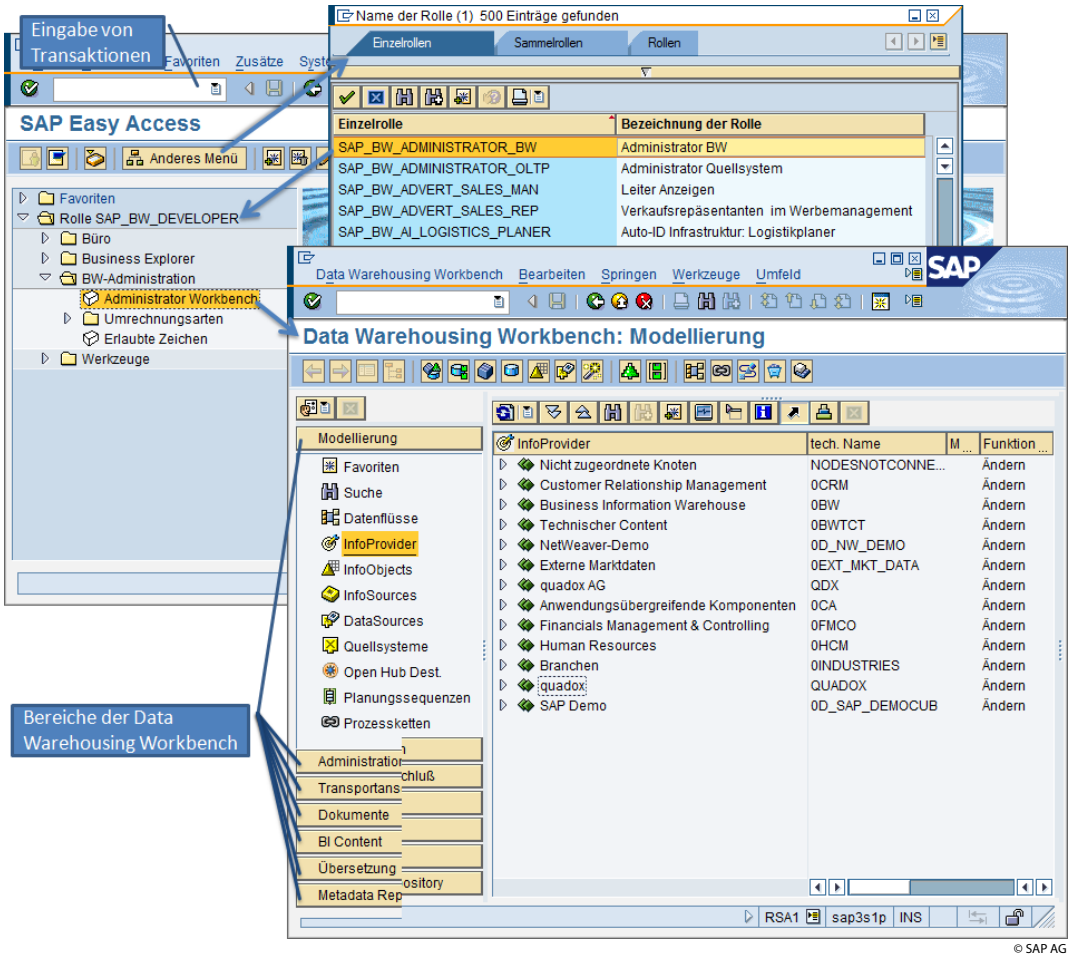 Eingabe von
Transaktionen
Favoriten Zusätze Syste
SAP Easy Access
Anderes Menü
Favoriten
Rolle SAP_BW_DEVELOPER
Büro
Business Explorer
BW-Administration
Administrator Workbench
Umrechnungsarten
Erlaubte Zeichen
Werkzeuge
Name der Rolle (1) 500 Einträge gefunden
Einzelrollen Sammelrollen Rollen
Einzelrolle Bezeichnung der Rolle
SAP_BW_ADMINISTRATOR_BW Administrator BW
SAP_BW_ADMINISTRATOR_OLTP Administrator Quellsystem
SAP_BW_ADVERT_SALES_MAN Leiter Anzeigen
SAP_BW_ADVERT_SALES_REP Verkaufsrepäsentanten im Werbemanagement
SAP_BW_AI_LOGISTICS_PLANER Auto-ID Infrastruktur: Logistikplaner
Data Warehousing Workbench Bearbeiten Springen Werkzeuge Umfeld
SAP
Data Warehousing Workbench: Modellierung
Modellierung
Favoriten
Suche
Datenflüsse
InfoProvider
InfoObjects
InfoSources
DataSources
Quellsysteme
Open Hub Dest.
Planungssequenzen
Prozessketten
Administration
chluß
Transportans
Dokumente
BI Content
Übersetzung
ository
Metadata Rep
InfoProvider tech. Name M... Funktion ...
Nicht zugeordnete Knoten NODESNOTCONNE... Ändern
Customer Relationship Management 0CRM Ändern
Business Information Warehouse 0BW Ändern
Technischer Content 0BWTCT Ändern
NetWeaver-Demo 0D_NW_DEMO Ändern
Externe Marktdaten 0EXT_MKT_DATA Ändern
quadox AG QDX Ändern
Anwendungsübergreifende Komponenten 0CA Ändern
Financials Management & Controlling 0FMCO Ändern
Human Resources 0HCM Ändern
Branchen 0INDUSTRIES Ändern
quadox QUADOX Ändern
SAP Demo 0D_SAP_DEMOCUB Ändern
Bereiche der Data
Warehousing Workbench
RSA1 sap3s1p INS
© SAP AG